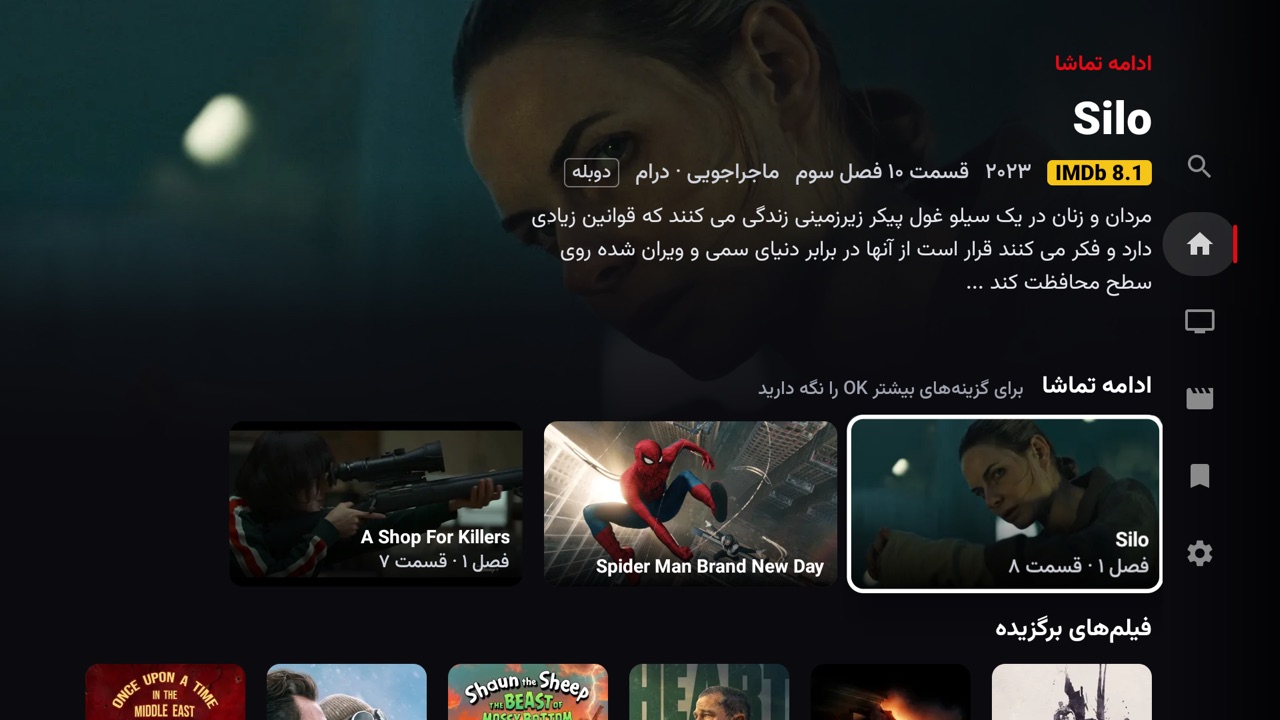 ادامه تماشا
Silo
IMDb 8.1 ۲۰۲۳ قسمت ۱۰ فصل سوم ماجراجویی · درام دوبله
مردان و زنان در یک سیلو غول پیکر زیرزمینی زندگی می کنند که قوانین زیادی
دارد و فکر می کنند قرار است از آنها در برابر دنیای سمی و ویران شده روی
سطح محافظت کند ...
ادامه تماشا برای گزینه‌های بیشتر OK را نگه دارید
Silo
فصل ۱ · قسمت ۸
Spider Man Brand New Day
A Shop For Killers
فصل ۱ · قسمت ۷
فیلم‌های برگزیده
HEART
Shaun the Sheep
THE BEAST OF
MOSSY BOTTOM
ONCE UPON A TIME
IN THE
MIDDLE EAST